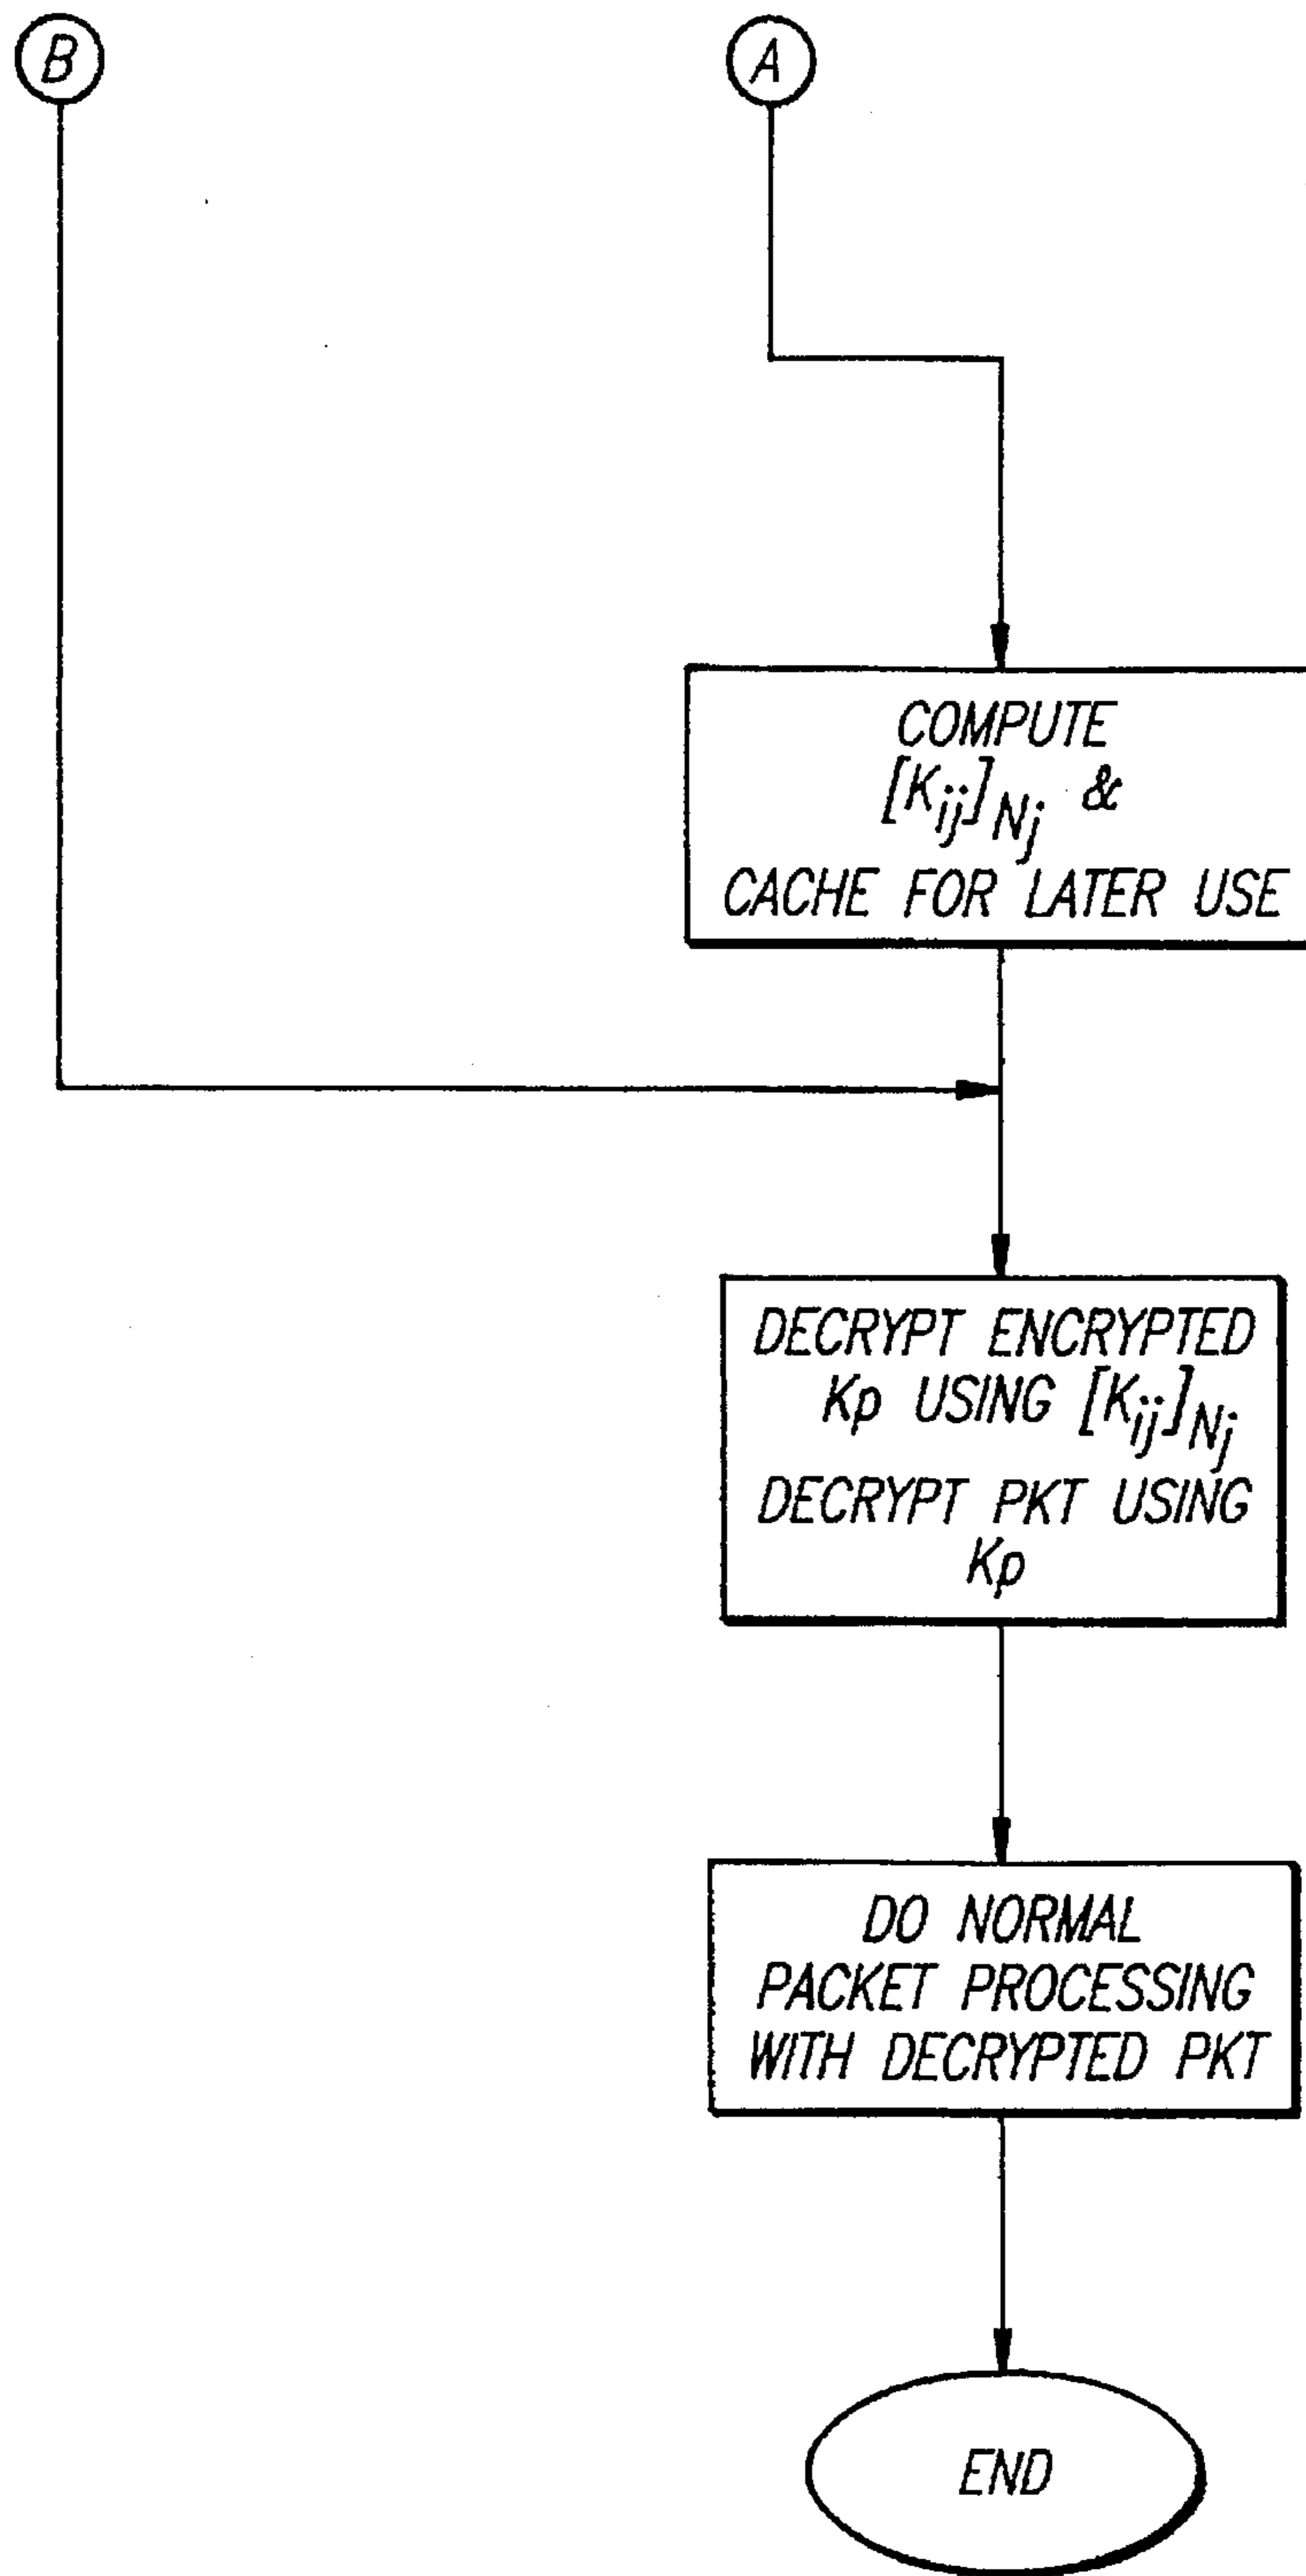 B
A
COMPUTE
[Kij]Nj &
CACHE FOR LATER USE
DECRYPT ENCRYPTED
Kp USING [Kij]Nj
DECRYPT PKT USING
Kp
DO NORMAL
PACKET PROCESSING
WITH DECRYPTED PKT
END